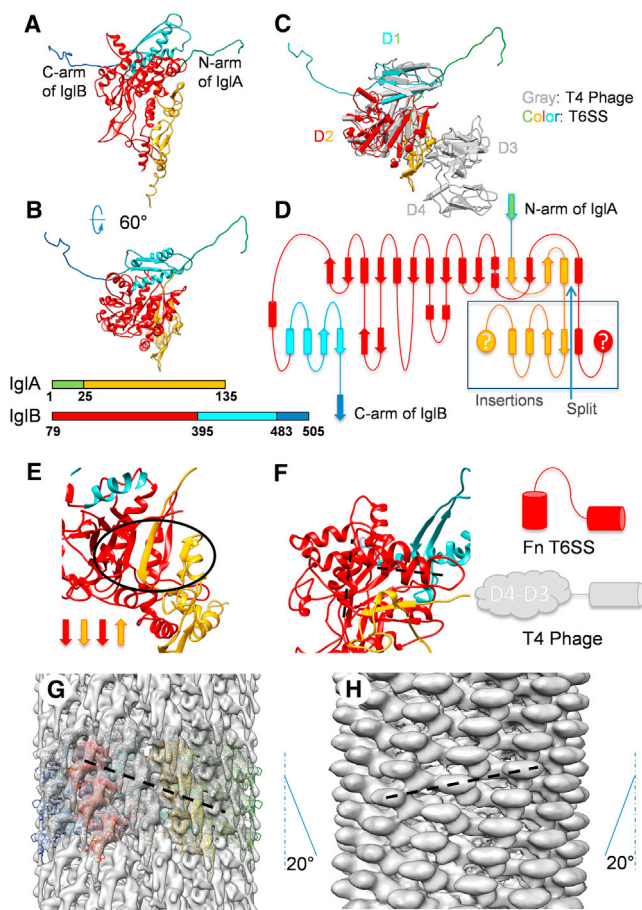 A
C-arm
of IglB
N-arm
of IglA
C
D1
D2
D3
D4
Gray: T4 Phage
Color: T6SS
B
60°
D
N-arm of IglA
?
?
Insertions
Split
C-arm of IglB
IglA
1 25 135
IglB
79 395 483 505
E
F
Fn T6SS
D4-D3
T4 Phage
G
20°
H
20°